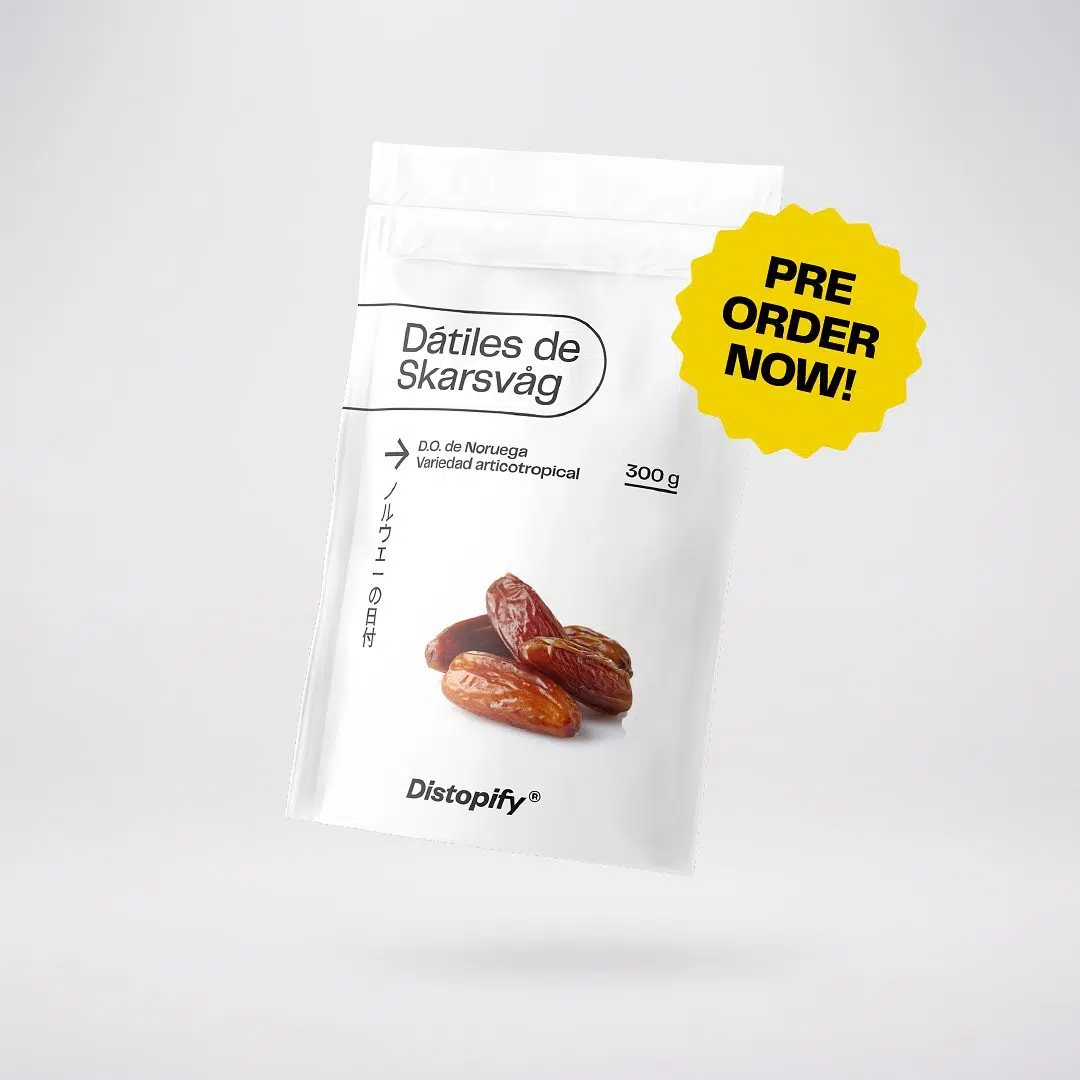 Dátiles de
Skarsvåg
D.O. de Noruega
Variedad articotropical
300 g
ノルウェーの日付
Distopify ®
PRE
ORDER
NOW!